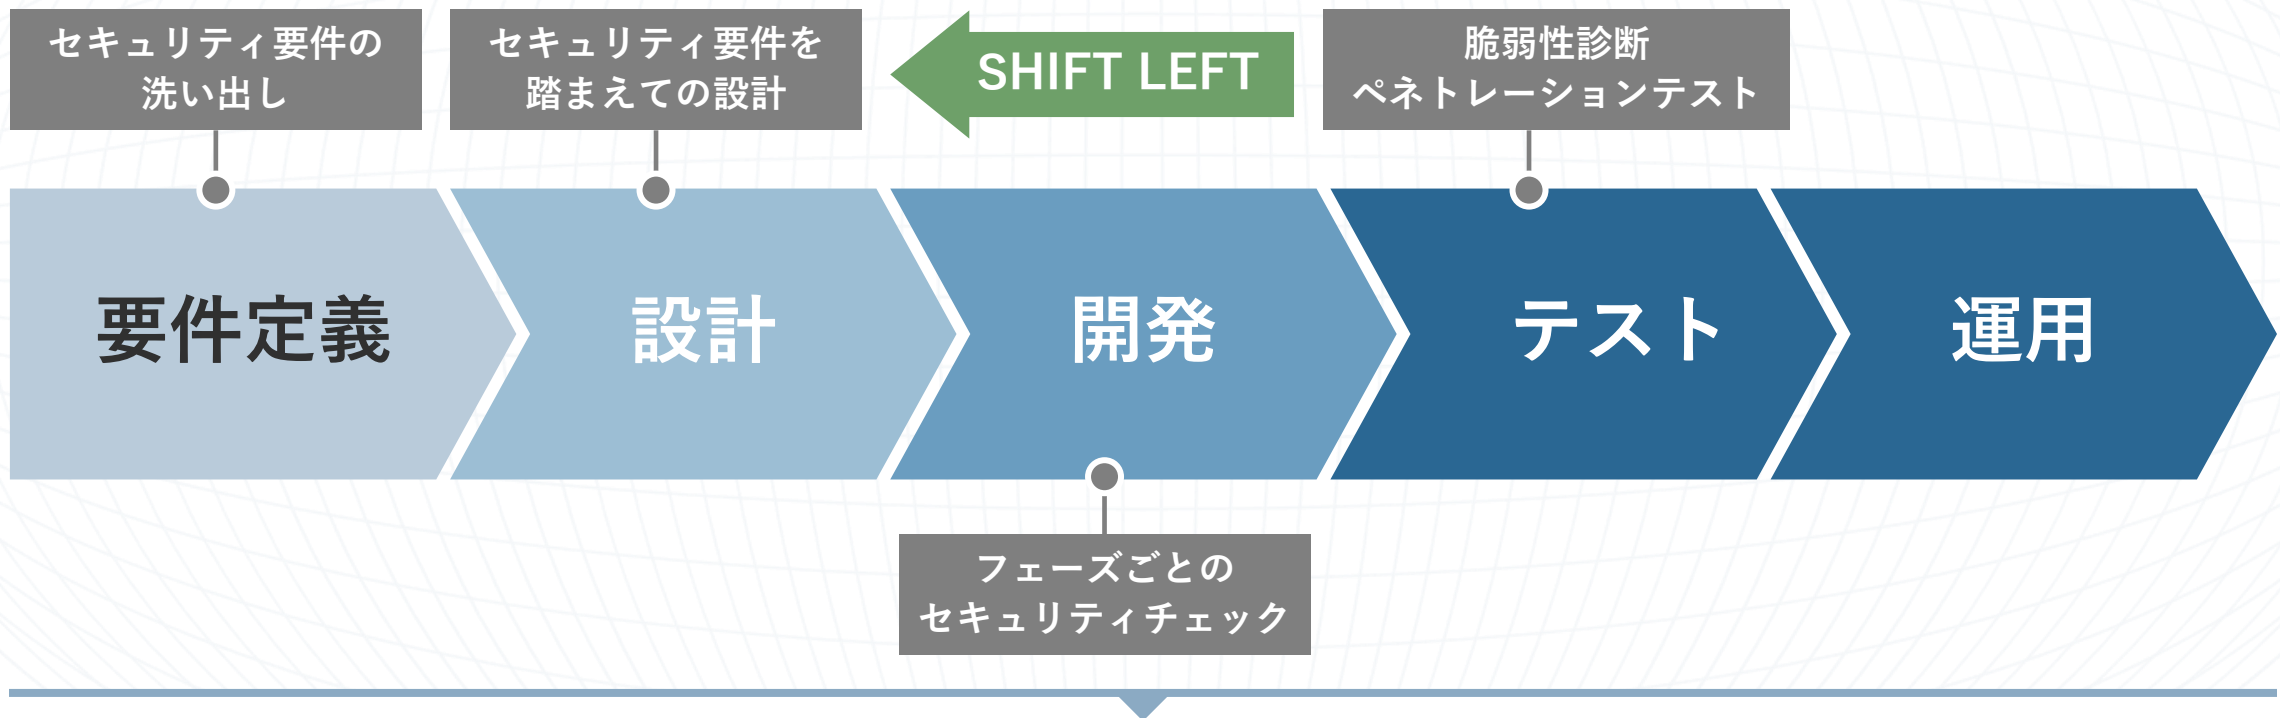 セキュリティ要件の
洗い出し
セキュリティ要件を
踏まえての設計
SHIFT LEFT
脆弱性診断
ペネトレーションテスト
要件定義
設計
開発
テスト
運用
フェーズごとの
セキュリティチェック